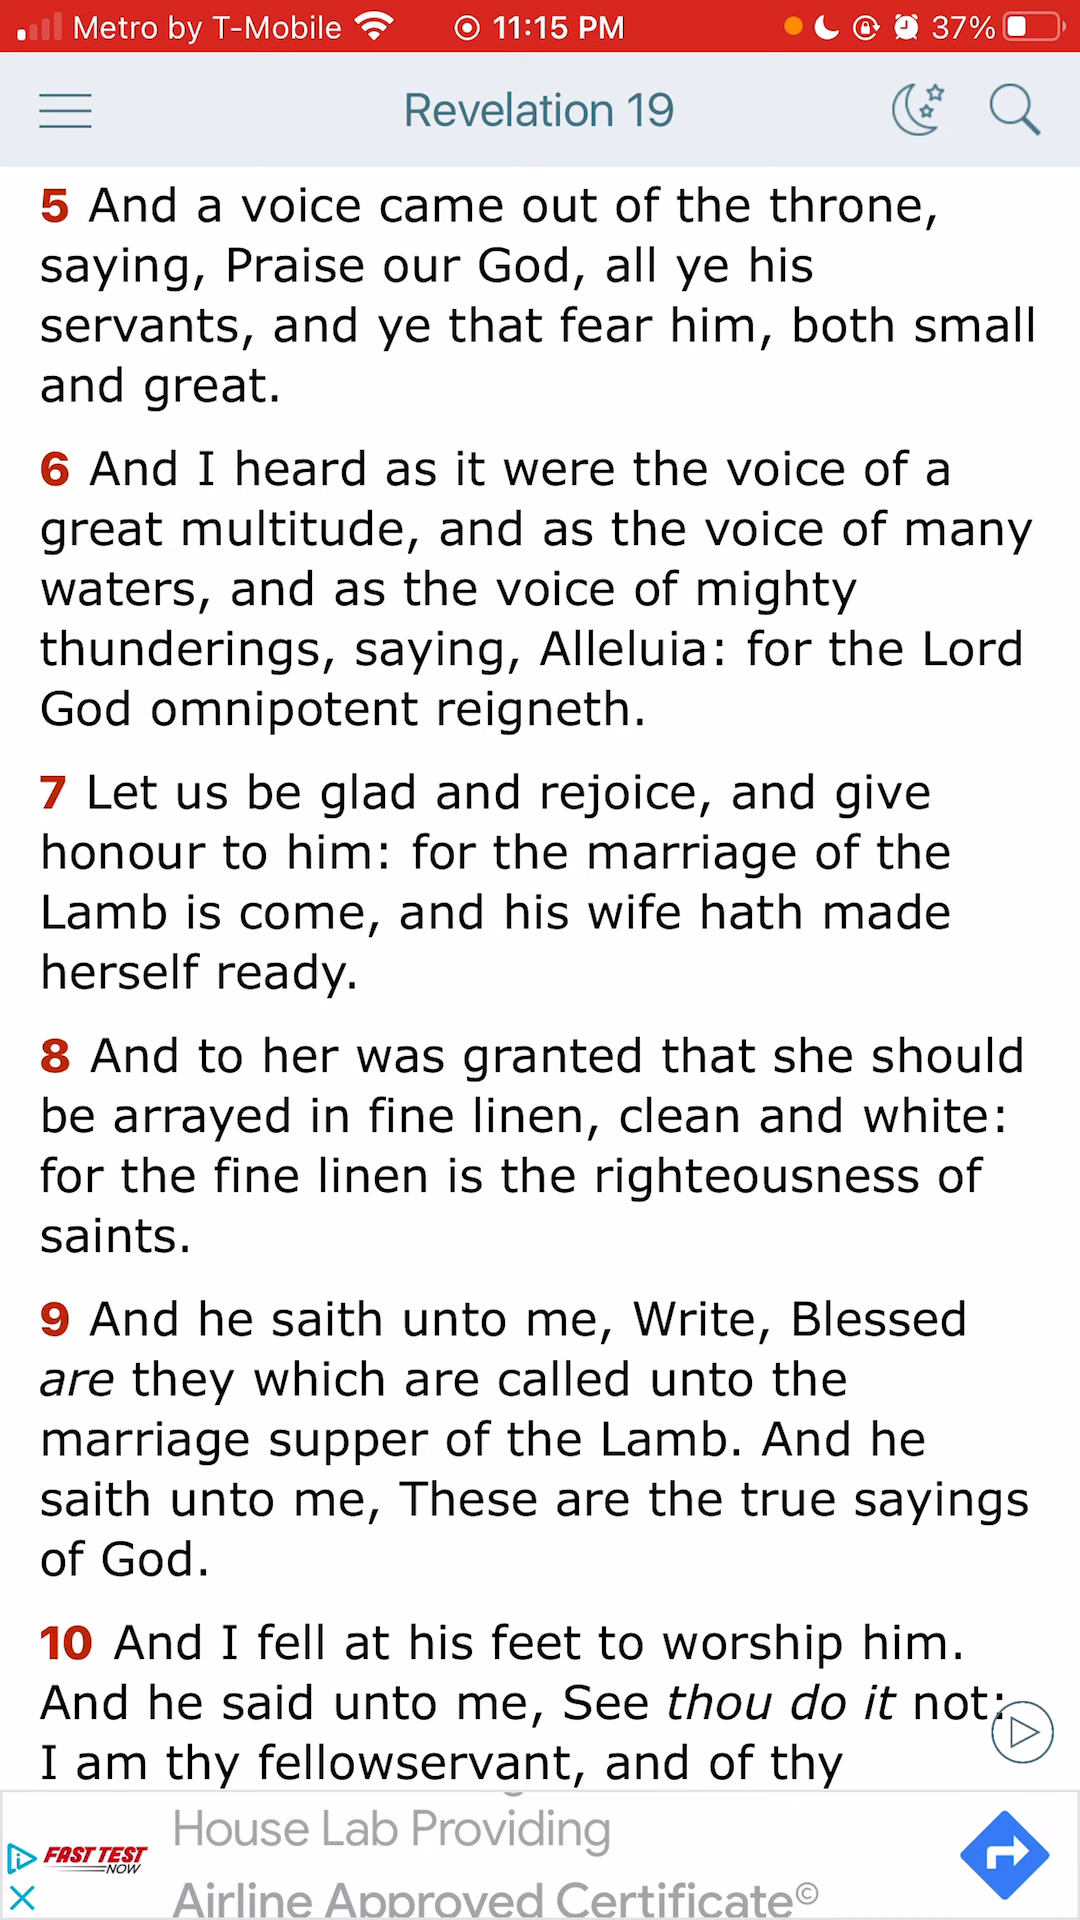 Metro by T-Mobile 11:15 PM 37%
Revelation 19
5 And a voice came out of the throne,
saying, Praise our God, all ye his
servants, and ye that fear him, both small
and great.
6 And I heard as it were the voice of a
great multitude, and as the voice of many
waters, and as the voice of mighty
thunderings, saying, Alleluia: for the Lord
God omnipotent reigneth.
7 Let us be glad and rejoice, and give
honour to him: for the marriage of the
Lamb is come, and his wife hath made
herself ready.
8 And to her was granted that she should
be arrayed in fine linen, clean and white:
for the fine linen is the righteousness of
saints.
9 And he saith unto me, Write, Blessed
are they which are called unto the
marriage supper of the Lamb. And he
saith unto me, These are the true sayings
of God.
10 And I fell at his feet to worship him.
And he said unto me, See thou do it not:
I am thy fellowservant, and of thy
House Lab Providing
FAST TEST
NOW
Airline Approved Certificate©